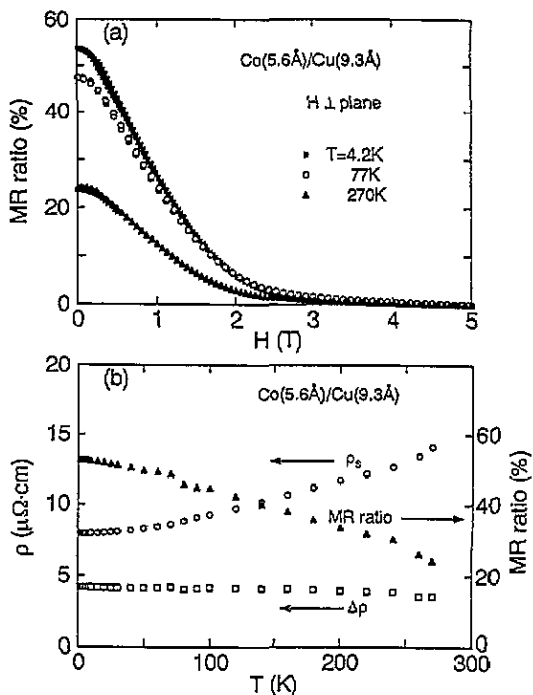 60
(a)
Co(5.6Å)/Cu(9.3Å)
H ⊥ plane
T=4.2K
77K
270K
40
20
0
MR ratio (%)
0 1 2 3 4 5
H (T)
20
(b)
Co(5.6Å)/Cu(9.3Å)
15
10
5
0
ρ (μΩ·cm)
ρs
MR ratio
Δρ
60
40
20
0
MR ratio (%)
0 100 200 300
T (K)